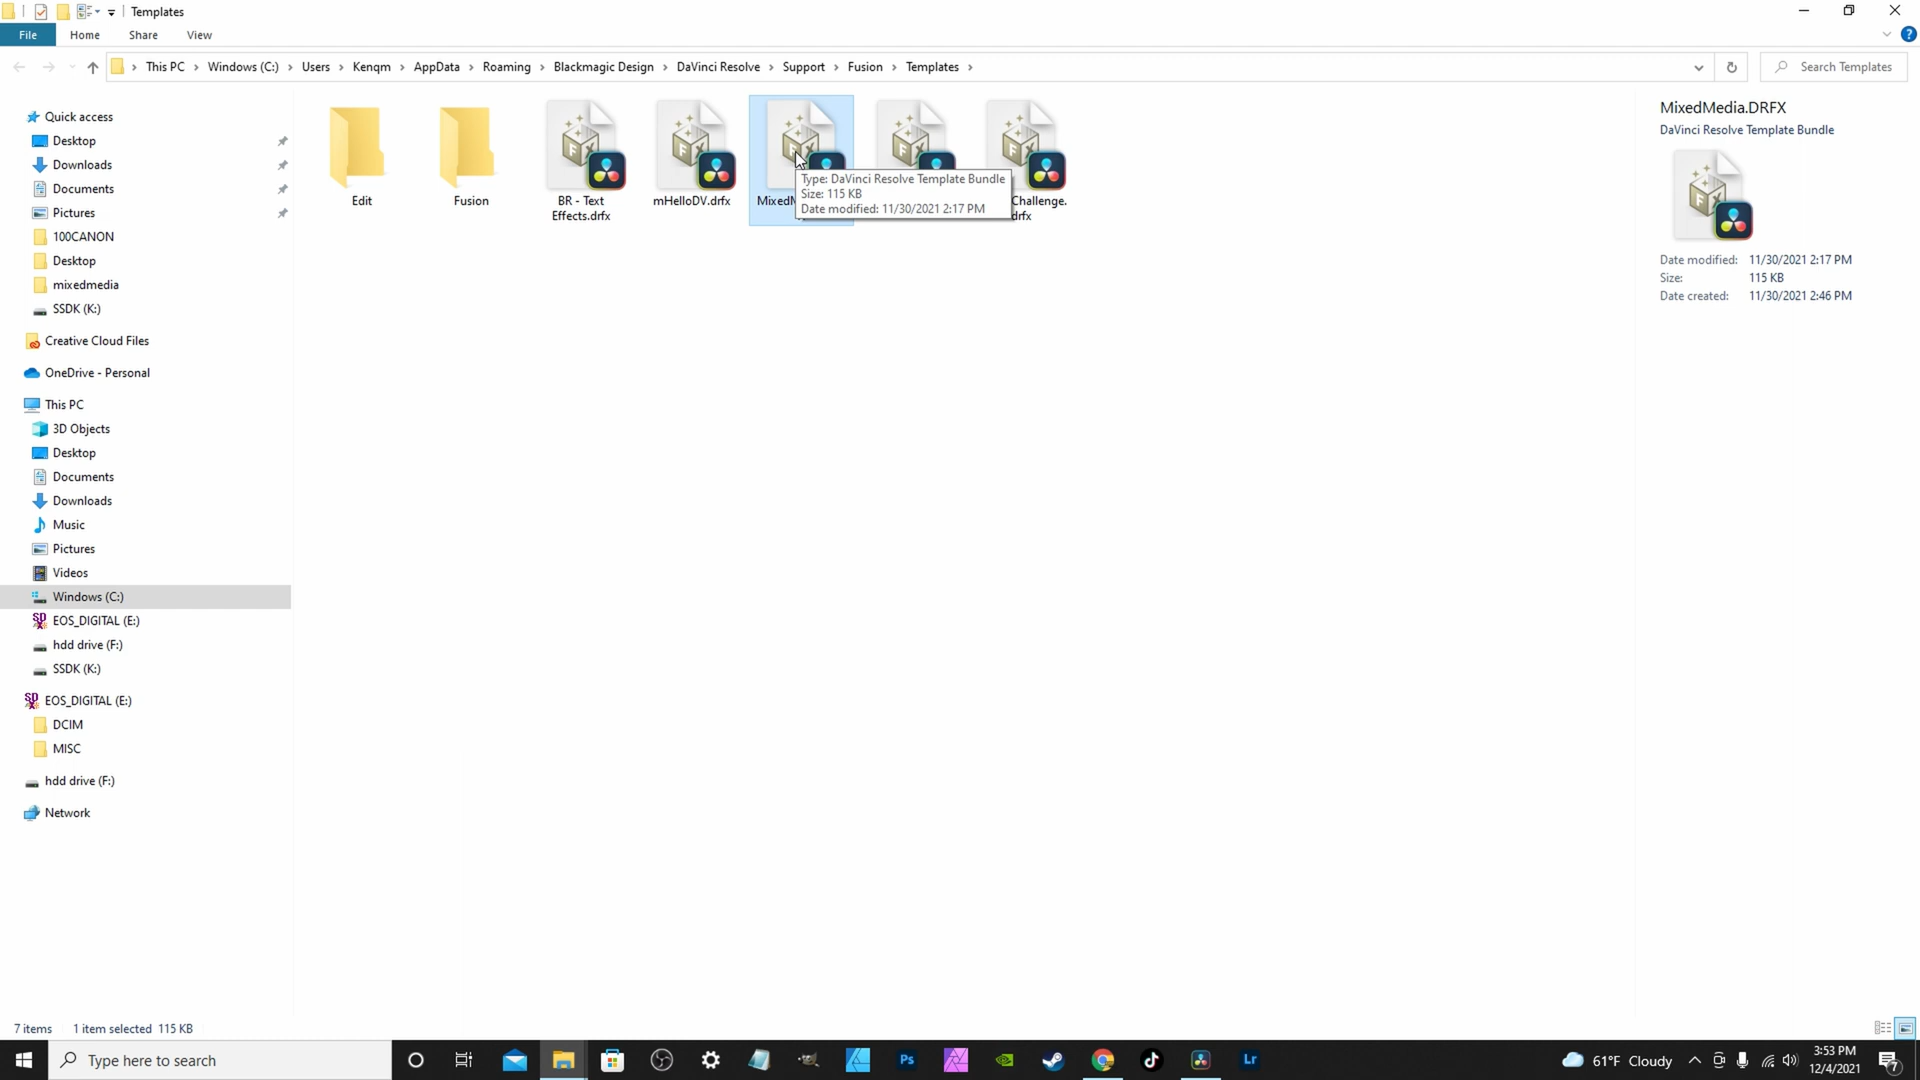 Templates
File Home Share View
This PC Windows (C:) Users Kenqm AppData Roaming Blackmagic Design DaVinci Resolve Support Fusion Templates
Search Templates
Quick access
Desktop
Downloads
Documents
Pictures
100CANON
Desktop
mixedmedia
SSDK (K:)
Creative Cloud Files
OneDrive - Personal
This PC
3D Objects
Desktop
Documents
Downloads
Music
Pictures
Videos
Windows (C:)
EOS_DIGITAL (E:)
hdd drive (F:)
SSDK (K:)
EOS_DIGITAL (E:)
DCIM
MISC
hdd drive (F:)
Network
Edit
Fusion
BR - Text
Effects.drfx
mHelloDV.drfx
Type: DaVinci Resolve Template Bundle
Size: 115 KB
Date modified: 11/30/2021 2:17 PM
Challenge.
drfx
MixedMedia.DRFX
DaVinci Resolve Template Bundle
Date modified: 11/30/2021 2:17 PM
Size: 115 KB
Date created: 11/30/2021 2:46 PM
7 items 1 item selected 115 KB
Type here to search
Ps
Lr
61°F Cloudy
3:53 PM
12/4/2021
7